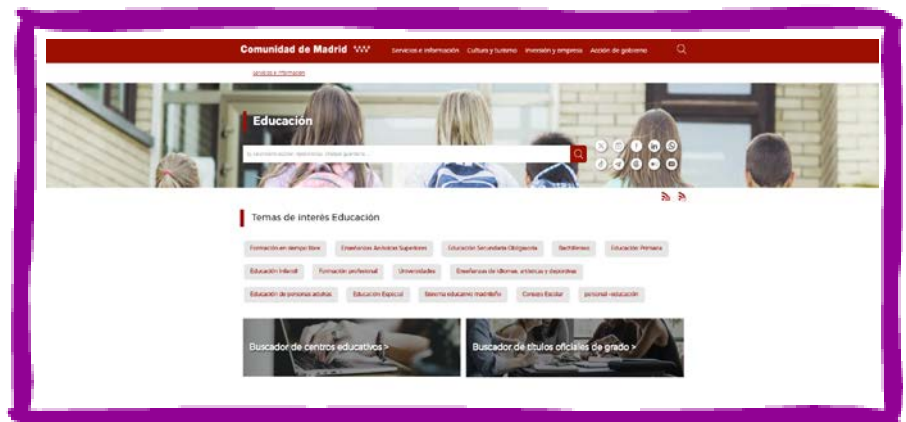 Comunidad de Madrid Servicios e información Cultura y turismo Inversión y empresa Acción de gobierno
Servicios e información
Educación
Temas de interés Educación
Formación en tiempo libre Enseñanzas Artísticas Superiores Educación Secundaria Obligatoria Bachillerato Educación Primaria
Educación Infantil Formación profesional Universidades Enseñanzas de idiomas, artísticas y deportivas
Educación de personas adultas Educación Especial Sistema educativo madrileño Consejo Escolar personal +educación
Buscador de centros educativos > Buscador de títulos oficiales de grado >